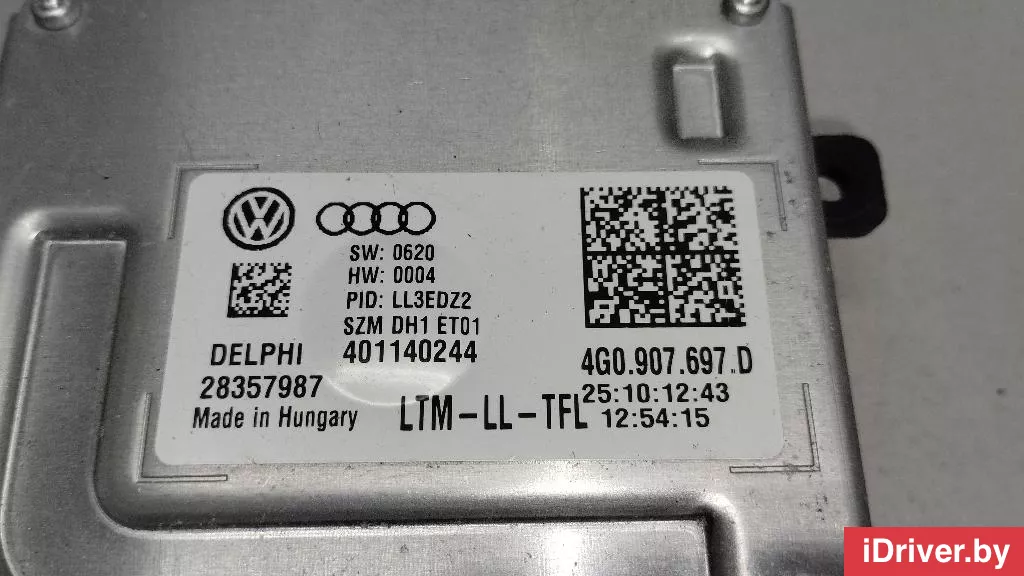 SW: 0620
HW: 0004
PID: LL3EDZ2
SZM DH1 ET01
DELPHI 401140244
4G0.907.697.D
28357987
25:10:12:43
Made in Hungary
LTM-LL-TFL
12:54:15
iDriver.by